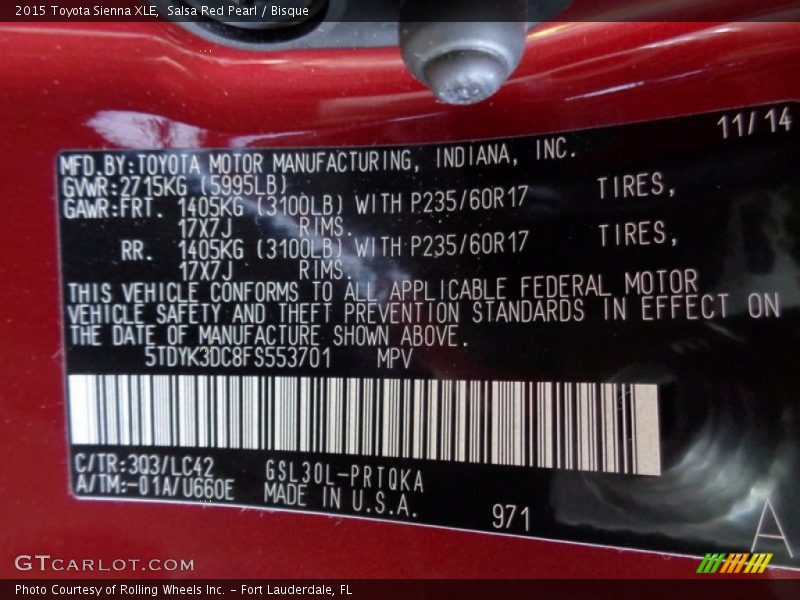 2015 Toyota Sienna XLE, Salsa Red Pearl / Bisque
11/14
MFD.BY:TOYOTA MOTOR MANUFACTURING, INDIANA, INC.
GVWR:2715KG (5995LB)
GAWR:FRT. 1405KG (3100LB) WITH P235/60R17 TIRES,
17X7J RIMS.
RR. 1405KG (3100LB) WITH P235/60R17 TIRES,
17X7J RIMS.
THIS VEHICLE CONFORMS TO ALL APPLICABLE FEDERAL MOTOR
VEHICLE SAFETY AND THEFT PREVENTION STANDARDS IN EFFECT ON
THE DATE OF MANUFACTURE SHOWN ABOVE.
5TDYK3DC8FS553701 MPV
C/TR:3Q3/LC42 GSL30L-PRTQKA
A/TM:-01A/U660E MADE IN U.S.A.
971
A
GTCARLOT.COM
Photo Courtesy of Rolling Wheels Inc. – Fort Lauderdale, FL